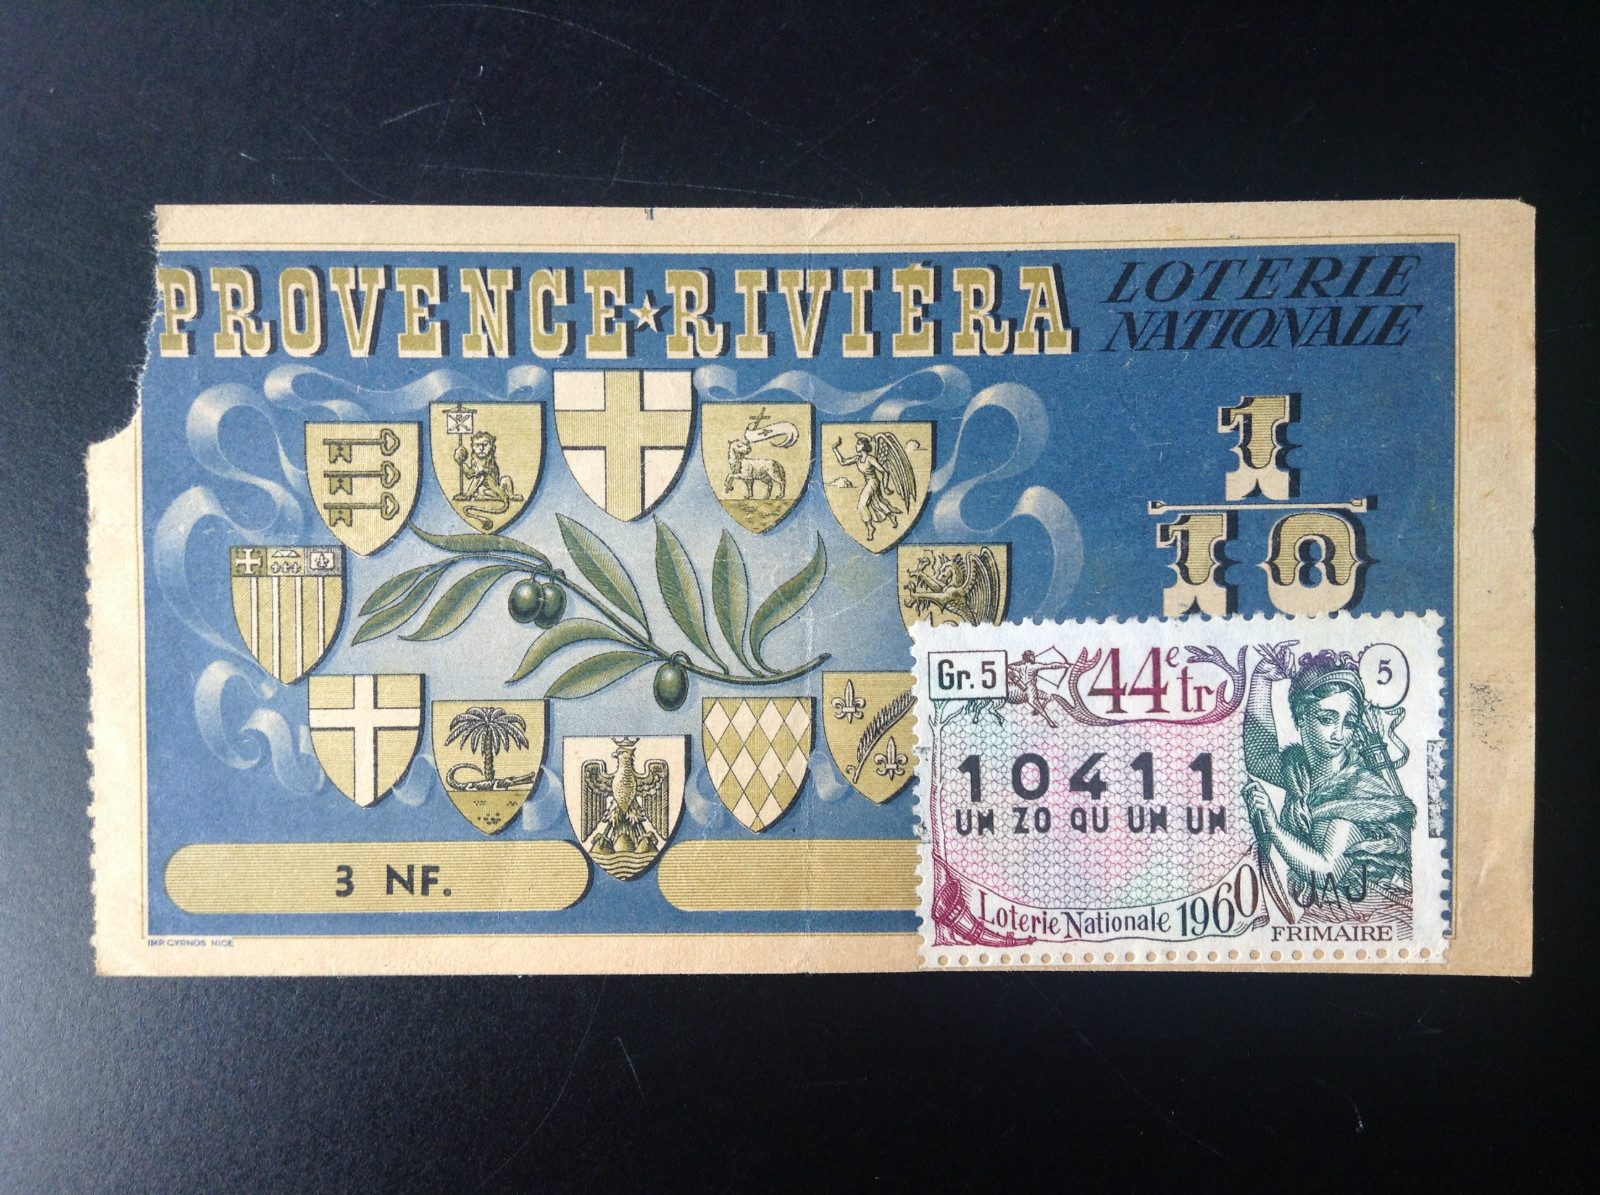 PROVENCE★RIVIÉRA
LOTERIE
NATIONALE
1
10
Gr. 5
44e tr
5
10411
UN ZO QU UN UN
3 NF.
Loterie Nationale 1960
JAJ
FRIMAIRE
IMP. CYRNOS NICE